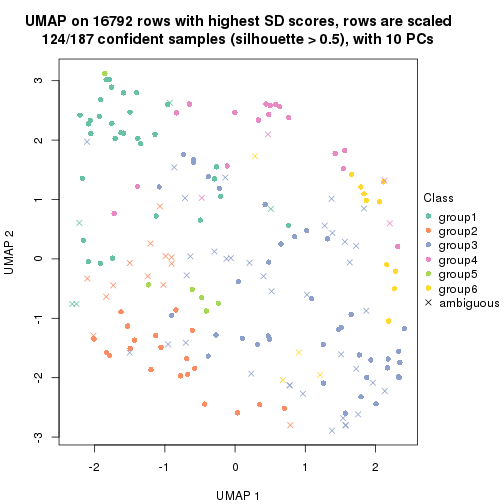 UMAP on 16792 rows with highest SD scores, rows are scaled
124/187 confident samples (silhouette > 0.5), with 10 PCs
3
2
1
0
-1
-2
-3
UMAP 2
-2
-1
0
1
2
UMAP 1
Class
group1
group2
group3
group4
group5
group6
ambiguous